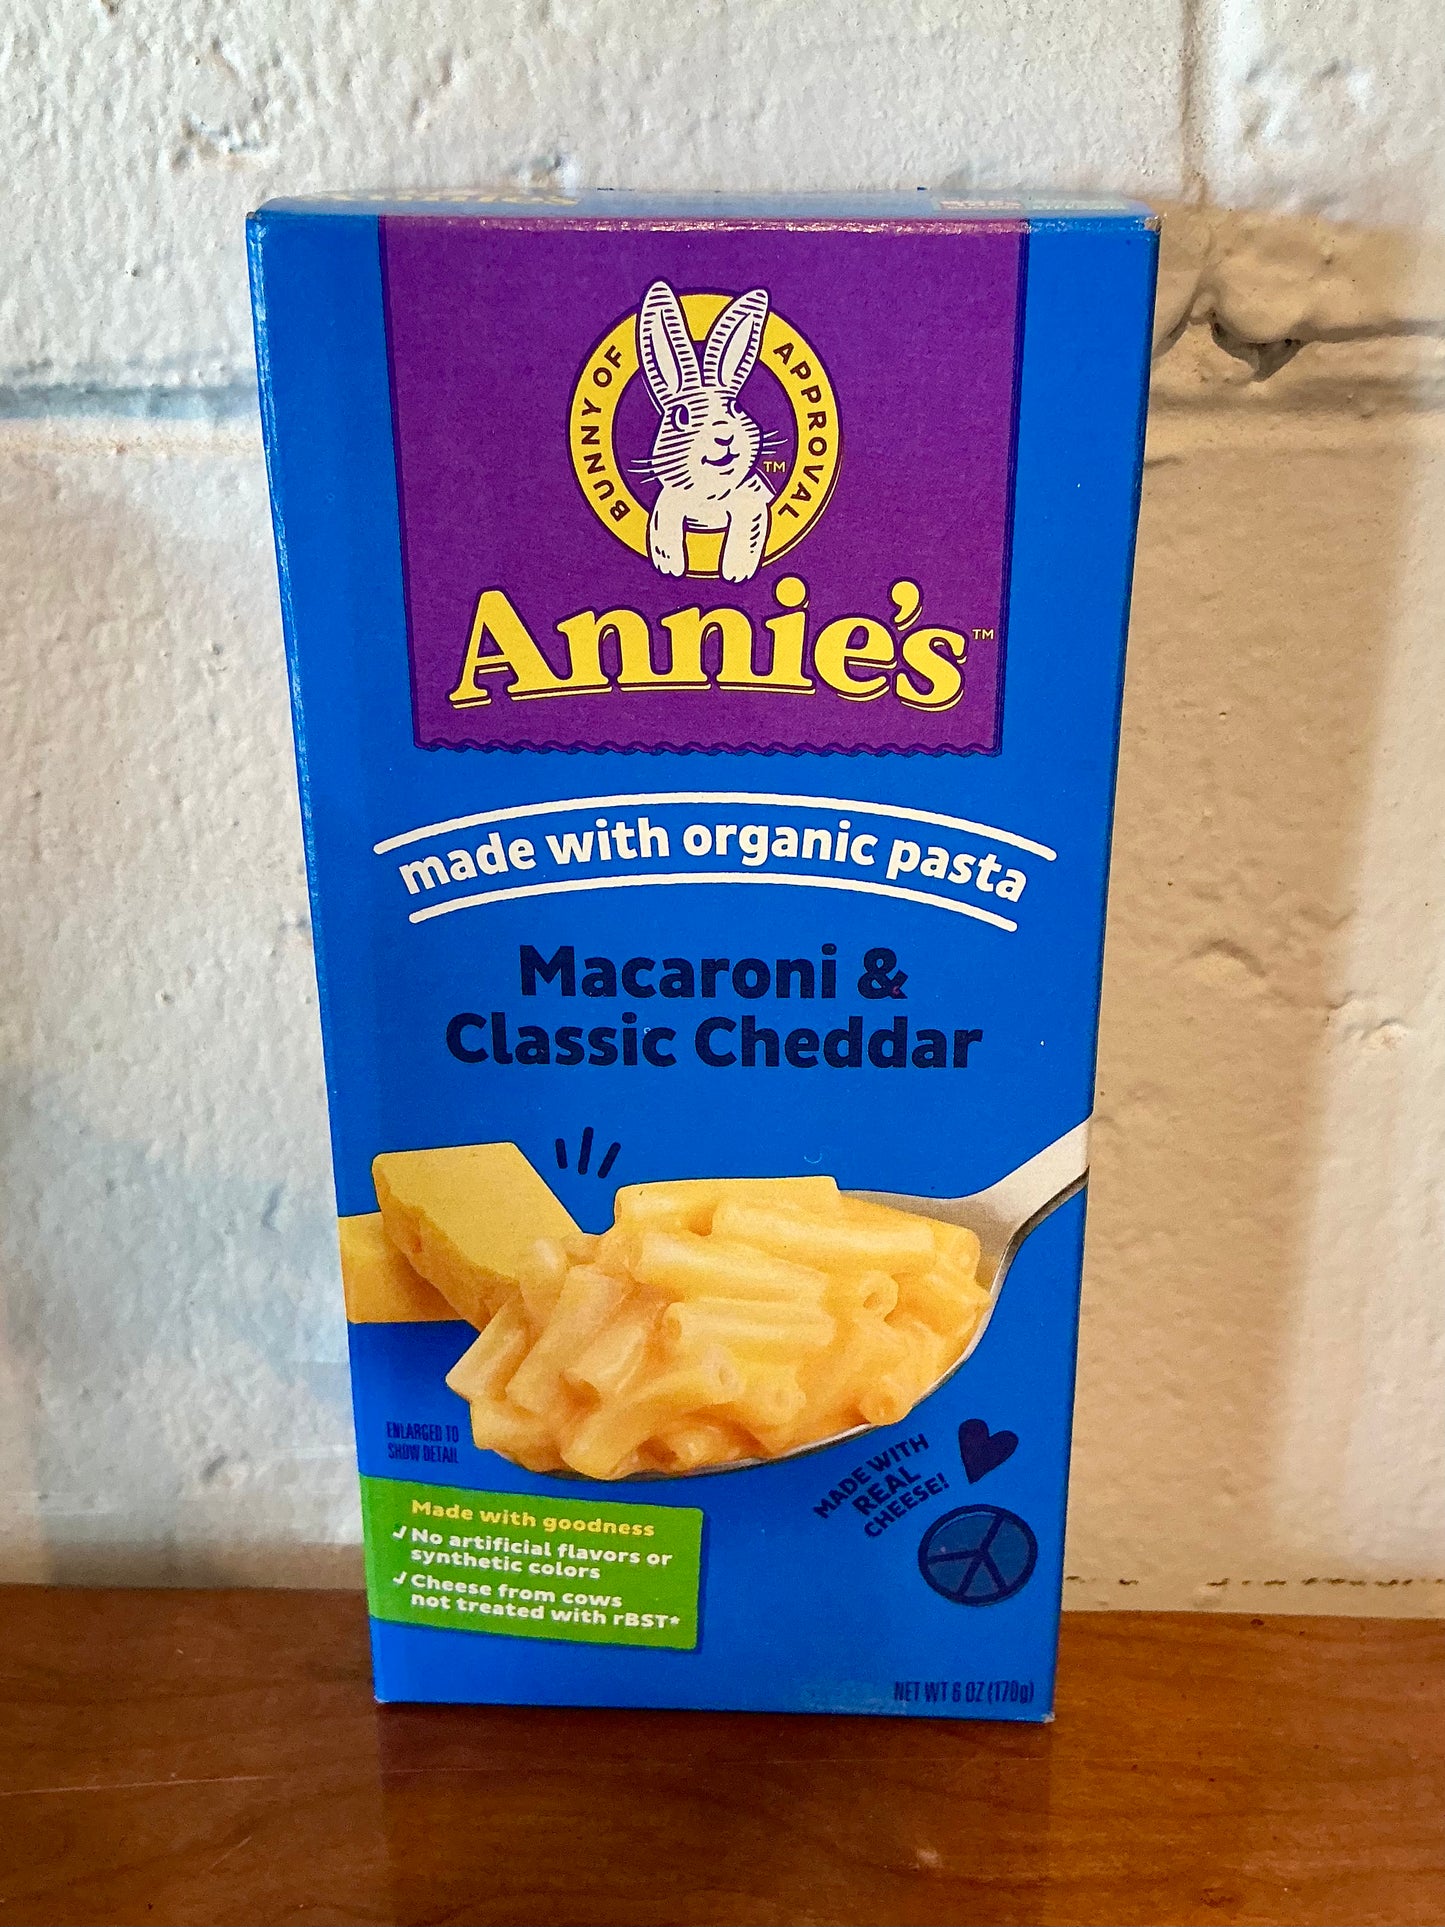 BUNNY OF APPROVAL
TM
Annie's™
made with organic pasta
Macaroni &
Classic Cheddar
ENLARGED TO
SHOW DETAIL
MADE WITH
REAL
CHEESE!
Made with goodness
✓ No artificial flavors or
synthetic colors
✓ Cheese from cows
not treated with rBST*
NET WT 6 OZ (170g)